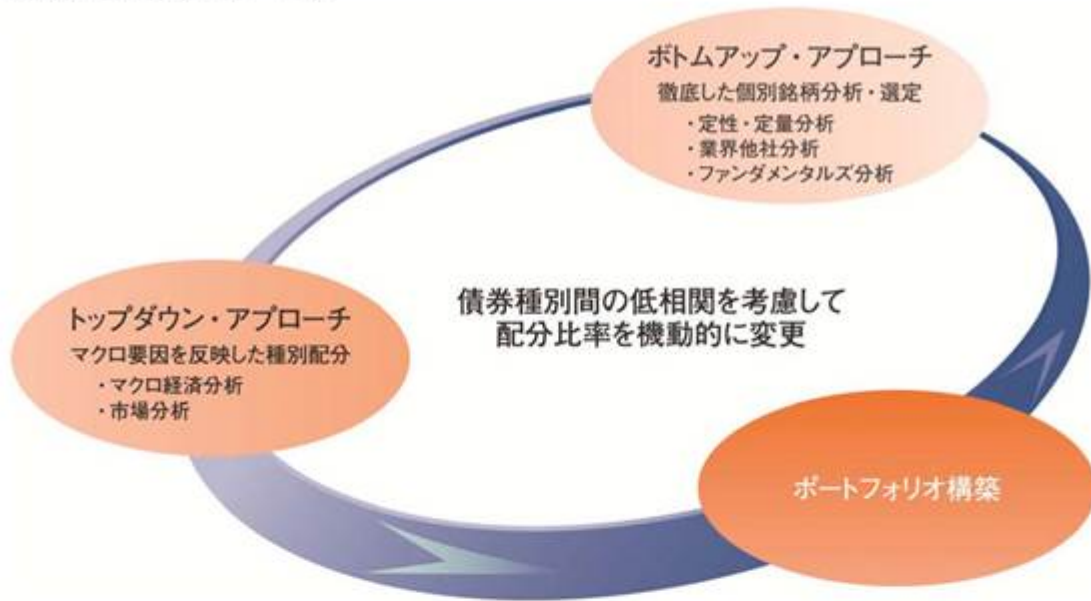 ボトムアップ・アプローチ
徹底した個別銘柄分析・選定
・定性・定量分析
・業界他社分析
・ファンダメンタルズ分析
トップダウン・アプローチ
マクロ要因を反映した種別配分
・マクロ経済分析
・市場分析
債券種別間の低相関を考慮して
配分比率を機動的に変更
ポートフォリオ構築